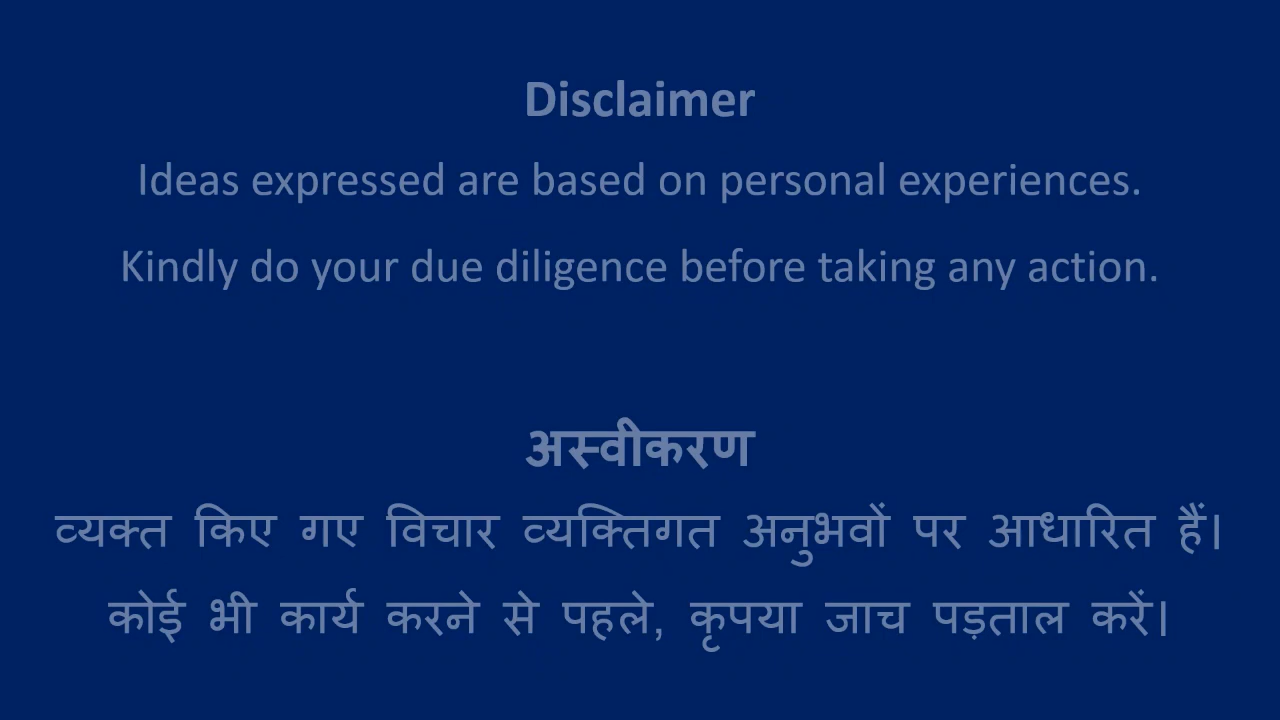 Disclaimer
Ideas expressed are based on personal experiences.
Kindly do your due diligence before taking any action.
अस्वीकरण
व्यक्त किए गए विचार व्यक्तिगत अनुभवों पर आधारित हैं।
कोई भी कार्य करने से पहले, कृपया जाच पड़ताल करें।